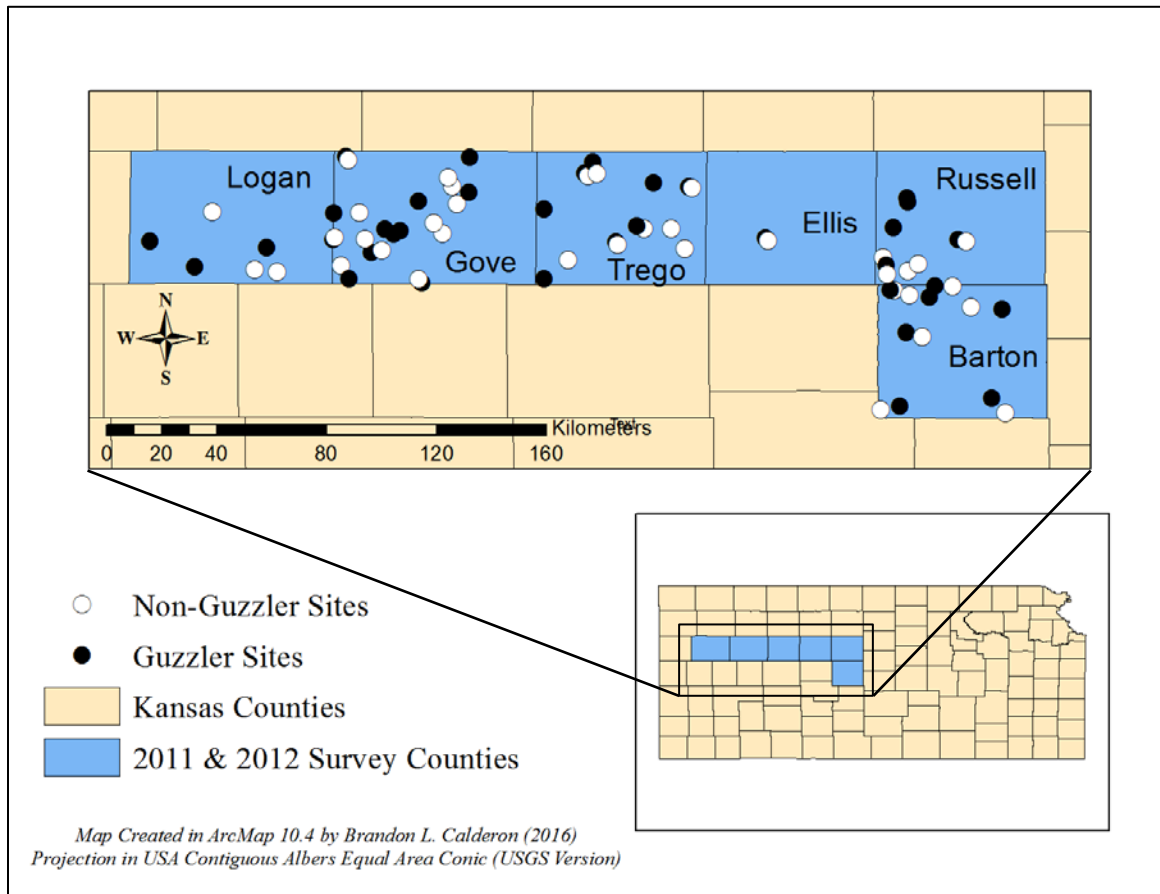 Logan
Russell
Ellis
Gove
Trego
N
W E
S
Barton
Kilometers
Text
0 20 40 80 120 160
Non-Guzzler Sites
Guzzler Sites
Kansas Counties
2011 & 2012 Survey Counties
Map Created in ArcMap 10.4 by Brandon L. Calderon (2016)
Projection in USA Contiguous Albers Equal Area Conic (USGS Version)